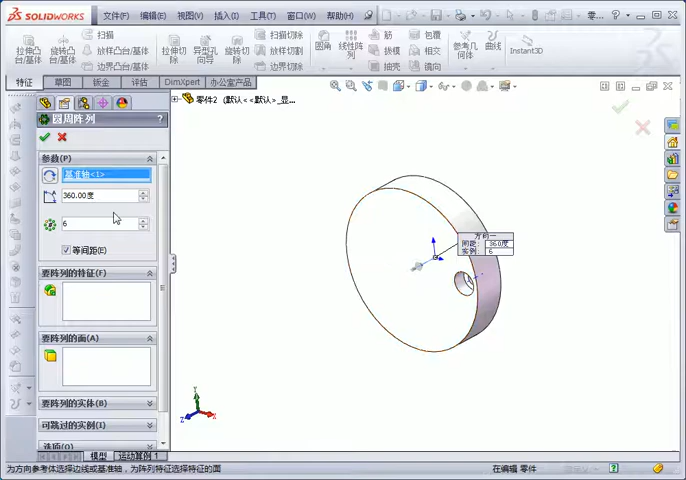 SOLIDWORKS 文件(F) 编辑(E) 视图(V) 插入(I) 工具(T) 窗口(W) 帮助(H) 零...
拉伸凸台/基体 旋转凸台/基体 扫描 放样凸台/基体 边界凸台/基体 拉伸切除 异型孔向导 旋转切除 扫描切除 放样切割 边界切除 圆角 线性阵列 筋 拔模 抽壳 包覆 相交 镜向 参考几何体 曲线 Instant3D
特征 草图 钣金 评估 DimXpert 办公室产品
零件2 (默认<<默认>_显...
圆周阵列 ?
参数(P)
基准轴<1>
360.00度
6
等间距(E)
要阵列的特征(F)
要阵列的面(A)
要阵列的实体(B)
可跳过的实例(I)
选项(O)
方向一
间距: 360度
实例: 6
Y
Z X
模型 运动算例 1
为方向参考体选择边线或基准轴，为阵列特征选择特征的面 在编辑 零件